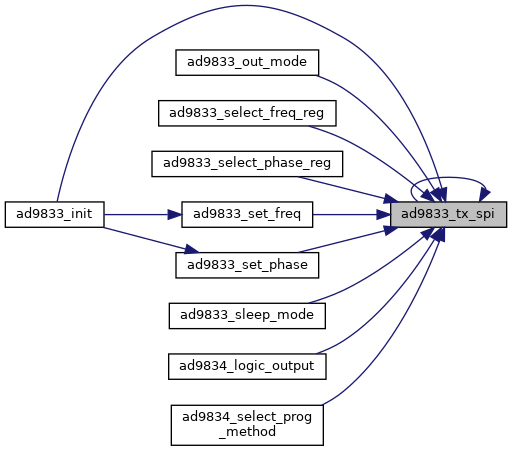 ad9833_out_mode
ad9833_select_freq_reg
ad9833_select_phase_reg
ad9833_init
ad9833_set_freq
ad9833_tx_spi
ad9833_set_phase
ad9833_sleep_mode
ad9834_logic_output
ad9834_select_prog
_method